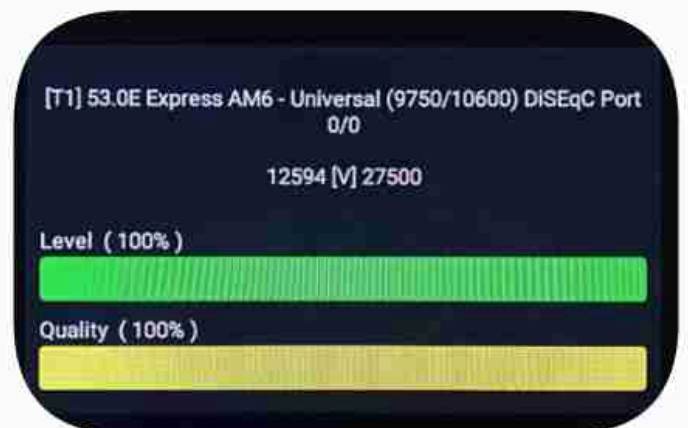 [T1] 53.0E Express AM6 - Universal (9750/10600) DiSEqC Port
0/0
12594 [V] 27500
Level ( 100% )
Quality ( 100% )